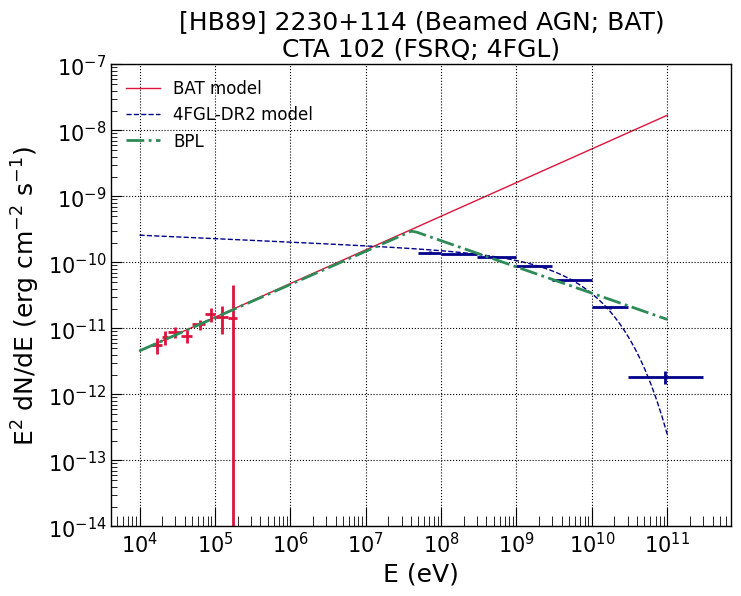 [HB89] 2230+114 (Beamed AGN; BAT)
CTA 102 (FSRQ; 4FGL)
BAT model
4FGL-DR2 model
BPL
E² dN/dE (erg cm⁻² s⁻¹)
10⁻⁷
10⁻⁸
10⁻⁹
10⁻¹⁰
10⁻¹¹
10⁻¹²
10⁻¹³
10⁻¹⁴
10⁴ 10⁵ 10⁶ 10⁷ 10⁸ 10⁹ 10¹⁰ 10¹¹
E (eV)